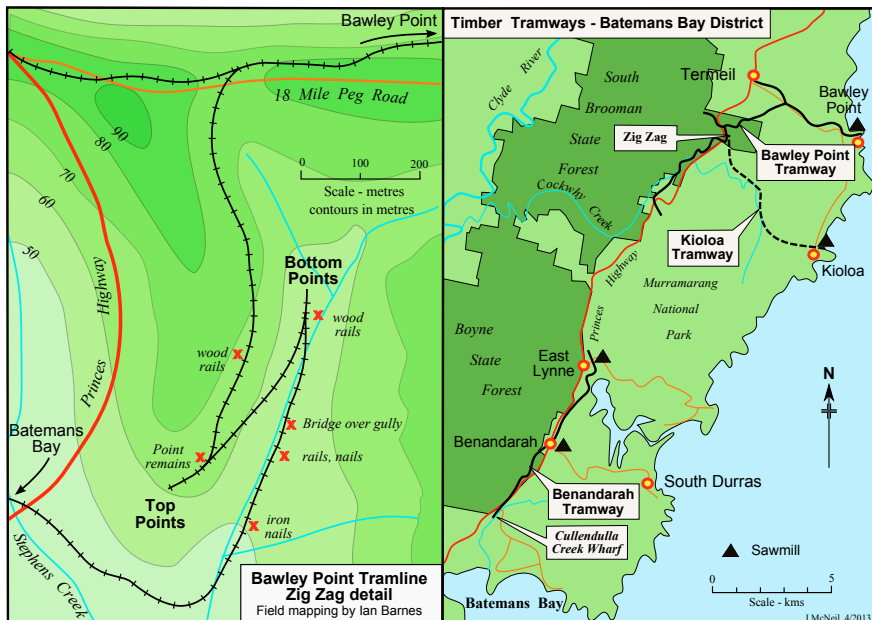 Bawley Point
18 Mile Peg Road
90
80
70
60
50
0 100 200
Scale - metres
contours in metres
Princes Highway
Bottom
Points
wood
rails
wood
rails
Bridge over gully
rails, nails
Point
remains
Top
Points
iron
nails
Batemans
Bay
Stephens Creek
Bawley Point Tramline
Zig Zag detail
Field mapping by Ian Barnes
Timber Tramways - Batemans Bay District
Clyde River
South
Brooman
State
Forest
Termeil
Bawley
Point
Zig Zag
Bawley Point
Tramway
Cockwhy
Creek
Kioloa
Tramway
Kioloa
Princes Highway
Murramarang
National
Park
Boyne
State
Forest
East
Lynne
N
Benandarah
South Durras
Benandarah
Tramway
Cullendulla
Creek Wharf
Sawmill
0 5
Scale - kms
Batemans Bay
I McNeil 4/2013